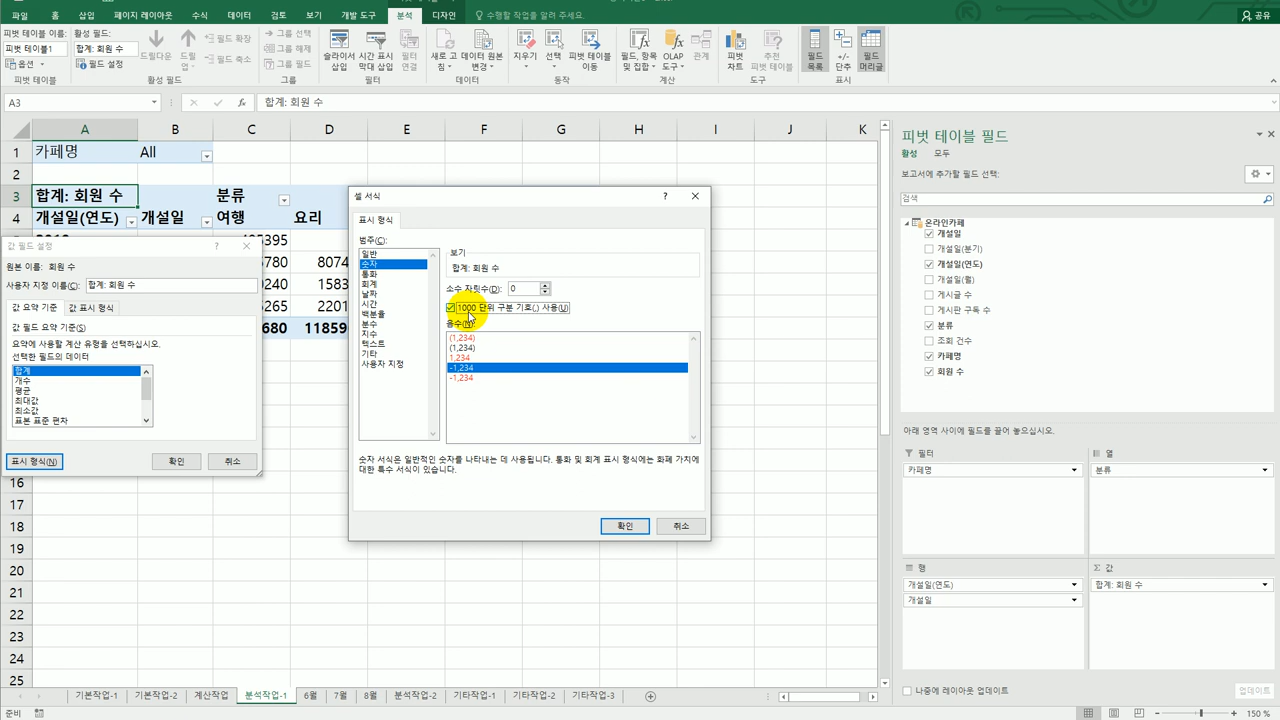 파일 홈 삽입 페이지 레이아웃 수식 데이터 검토 보기 개발 도구 분석 디자인 수행할 작업을 알려 주세요. 공유
피벗 테이블 이름: 활성 필드:
피벗 테이블1 합계: 회원 수
옵션 필드 설정
드릴다운 드릴업 필드 확장 필드 축소
그룹 선택
그룹 해제
그룹 필드
슬라이서 삽입 시간 표시 막대 삽입 필터 연결
새로 고침 데이터 원본 변경
지우기 선택 피벗 테이블 이동
필드, 항목 및 집합 OLAP 도구 관계
피벗 차트 추천 피벗 테이블
필드 목록 +/- 단추 필드 머리글
피벗 테이블 활성 필드 그룹 필터 데이터 동작 계산 도구 표시
A3 fx 합계: 회원 수
A B C D E F G H I J K
1 카페명 All
2
3 합계: 회원 수 분류
4 개설일(연도) 개설일 여행 요리
5780 8074
0240 1583
5265 2201
680 11859
16
17
18
19
20
21
22
23
24
25
값 필드 설정 ?
원본 이름: 회원 수
사용자 지정 이름(C): 합계: 회원 수
값 요약 기준 값 표시 형식
값 필드 요약 기준(S)
요약에 사용할 계산 유형을 선택하십시오.
선택한 필드의 데이터
합계
개수
평균
최대값
최소값
표본 표준 편차
표시 형식(N) 확인 취소
셀 서식 ?
표시 형식
범주(C):
일반
숫자
통화
회계
날짜
시간
백분율
분수
지수
텍스트
기타
사용자 지정
보기
합계: 회원 수
소수 자릿수(D): 0
1000 단위 구분 기호(,) 사용(U)
음수(N):
(1,234)
(1,234)
1,234
-1,234
-1,234
숫자 서식은 일반적인 숫자를 나타내는 데 사용됩니다. 통화 및 회계 표시 형식에는 화폐 가치에
대한 특수 서식이 있습니다.
확인 취소
피벗 테이블 필드
활성 모두
보고서에 추가할 필드 선택:
검색
온라인카페
개설일
개설일(분기)
개설일(연도)
개설일(월)
게시글 수
게시판 구독 수
분류
조회 건수
카페명
회원 수
아래 영역 사이에 필드를 끌어 놓으십시오.
필터 열
카페명 분류
행 Σ 값
개설일(연도) 합계: 회원 수
개설일
나중에 레이아웃 업데이트 업데이트
기본작업-1 기본작업-2 계산작업 분석작업-1 6월 7월 8월 분석작업-2 기타작업-1 기타작업-2 기타작업-3
준비 150 %